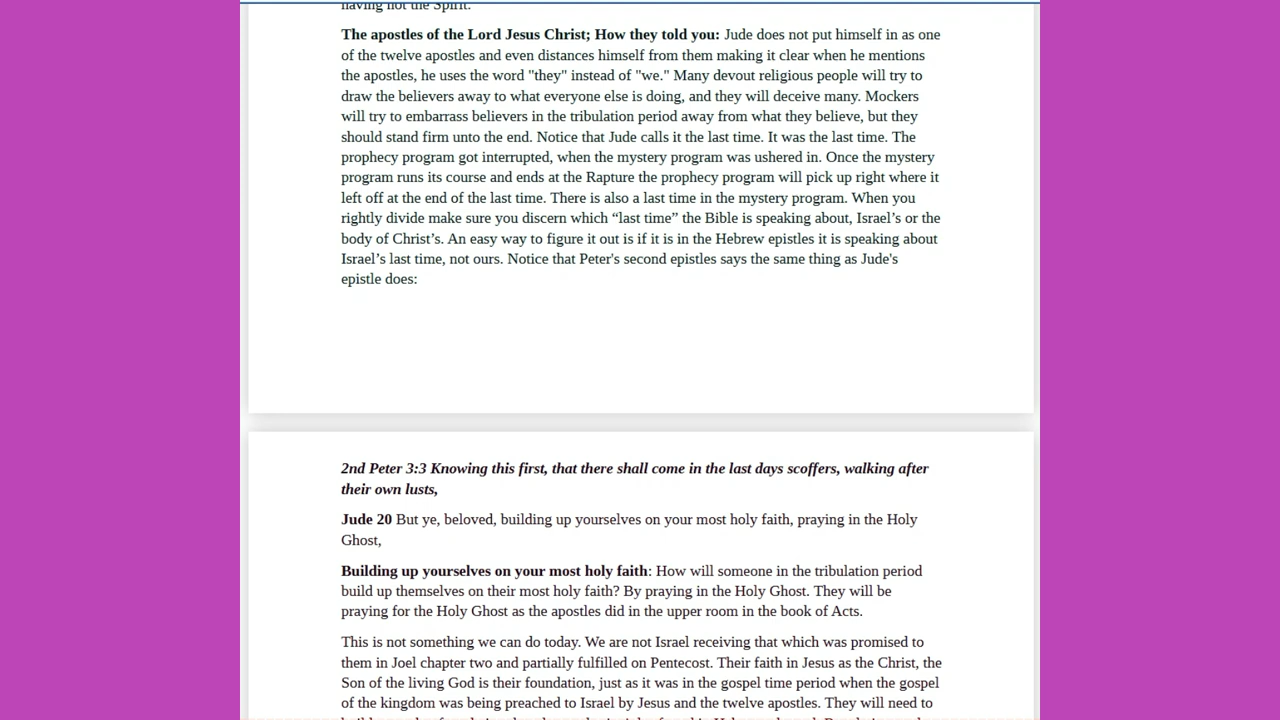 having not the Spirit.
The apostles of the Lord Jesus Christ; How they told you: Jude does not put himself in as one
of the twelve apostles and even distances himself from them making it clear when he mentions
the apostles, he uses the word "they" instead of "we." Many devout religious people will try to
draw the believers away to what everyone else is doing, and they will deceive many. Mockers
will try to embarrass believers in the tribulation period away from what they believe, but they
should stand firm unto the end. Notice that Jude calls it the last time. It was the last time. The
prophecy program got interrupted, when the mystery program was ushered in. Once the mystery
program runs its course and ends at the Rapture the prophecy program will pick up right where it
left off at the end of the last time. There is also a last time in the mystery program. When you
rightly divide make sure you discern which “last time” the Bible is speaking about, Israel’s or the
body of Christ’s. An easy way to figure it out is if it is in the Hebrew epistles it is speaking about
Israel’s last time, not ours. Notice that Peter's second epistles says the same thing as Jude's
epistle does:
2nd Peter 3:3 Knowing this first, that there shall come in the last days scoffers, walking after
their own lusts,
Jude 20 But ye, beloved, building up yourselves on your most holy faith, praying in the Holy
Ghost,
Building up yourselves on your most holy faith: How will someone in the tribulation period
build up themselves on their most holy faith? By praying in the Holy Ghost. They will be
praying for the Holy Ghost as the apostles did in the upper room in the book of Acts.
This is not something we can do today. We are not Israel receiving that which was promised to
them in Joel chapter two and partially fulfilled on Pentecost. Their faith in Jesus as the Christ, the
Son of the living God is their foundation, just as it was in the gospel time period when the gospel
of the kingdom was being preached to Israel by Jesus and the twelve apostles. They will need to